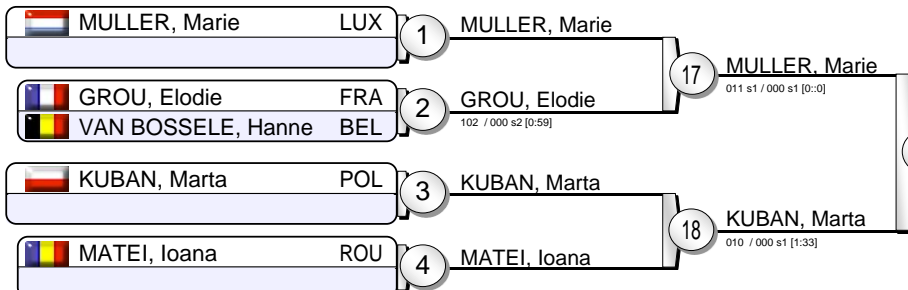 MULLER, Marie LUX
1
MULLER, Marie
GROU, Elodie FRA
VAN BOSSELE, Hanne BEL
2
GROU, Elodie
102 / 000 s2 [0:59]
17
MULLER, Marie
011 s1 / 000 s1 [0::0]
KUBAN, Marta POL
3
KUBAN, Marta
MATEI, Ioana ROU
4
MATEI, Ioana
18
KUBAN, Marta
010 / 000 s1 [1:33]